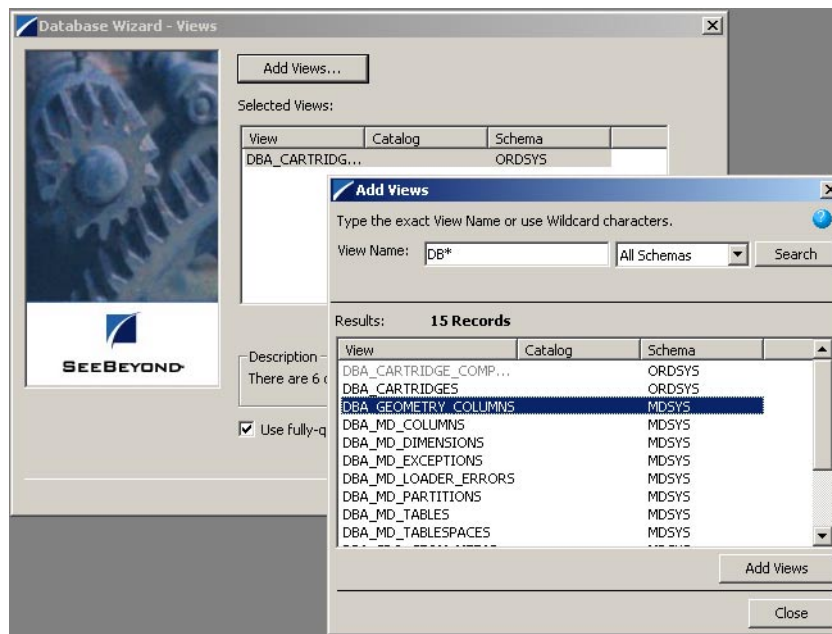 Database Wizard - Views
Add Views...
Selected Views:
View Catalog Schema
DBA_CARTRIDG... ORDSYS
SEEBEYOND
Description
There are 6
Use fully-q
Add Views
Type the exact View Name or use Wildcard characters.
View Name: DB* All Schemas Search
Results: 15 Records
View Catalog Schema
DBA_CARTRIDGE_COMP... ORDSYS
DBA_CARTRIDGES ORDSYS
DBA_GEOMETRY_COLUMNS MDSYS
DBA_MD_COLUMNS MDSYS
DBA_MD_DIMENSIONS MDSYS
DBA_MD_EXCEPTIONS MDSYS
DBA_MD_LOADER_ERRORS MDSYS
DBA_MD_PARTITIONS MDSYS
DBA_MD_TABLES MDSYS
DBA_MD_TABLESPACES MDSYS
Add Views
Close